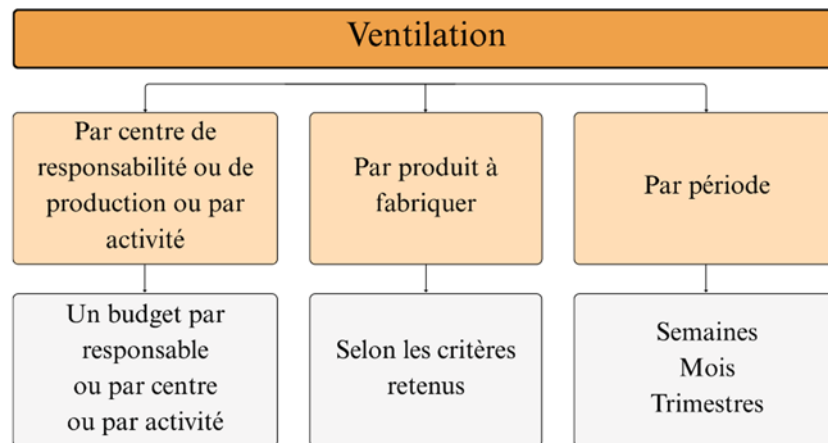 Ventilation
Par centre de
responsabilité ou de
production ou par
activité
Par produit à
fabriquer
Par période
Un budget par
responsable
ou par centre
ou par activité
Selon les critères
retenus
Semaines
Mois
Trimestres